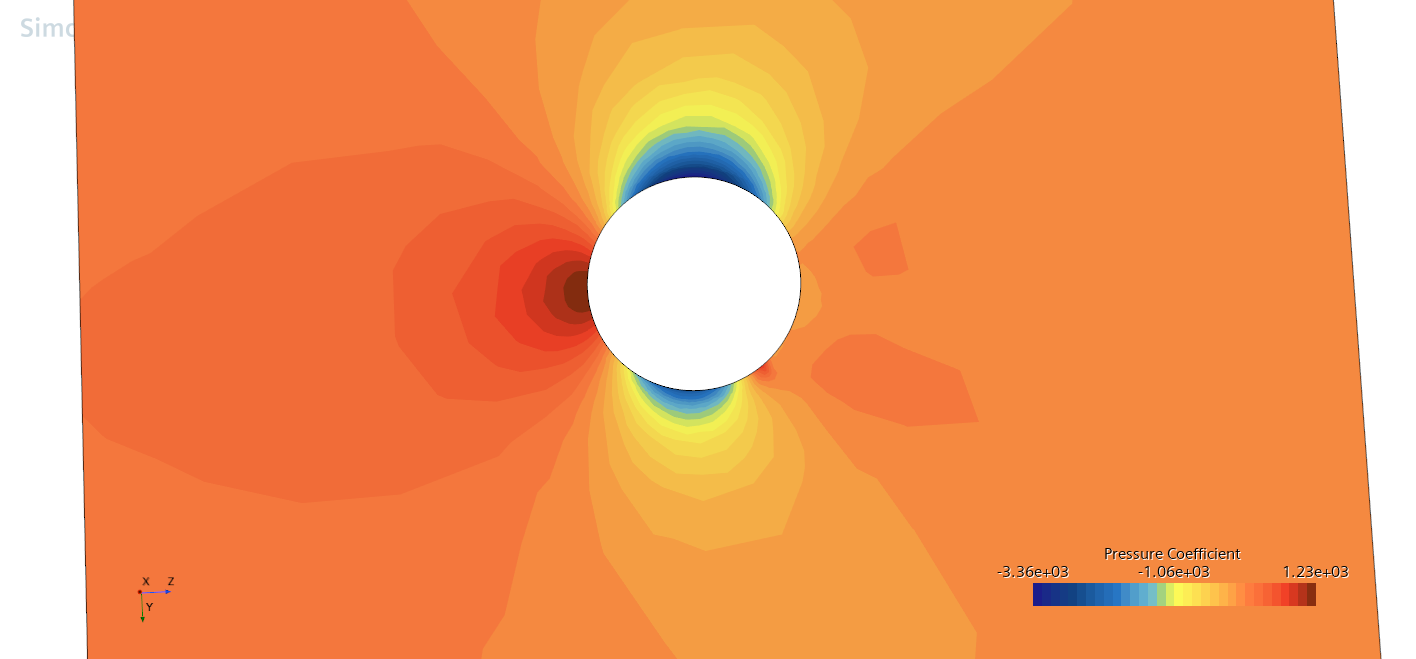 Pressure Coefficient
-3.36e+03 -1.06e+03 1.23e+03
X Z
Y